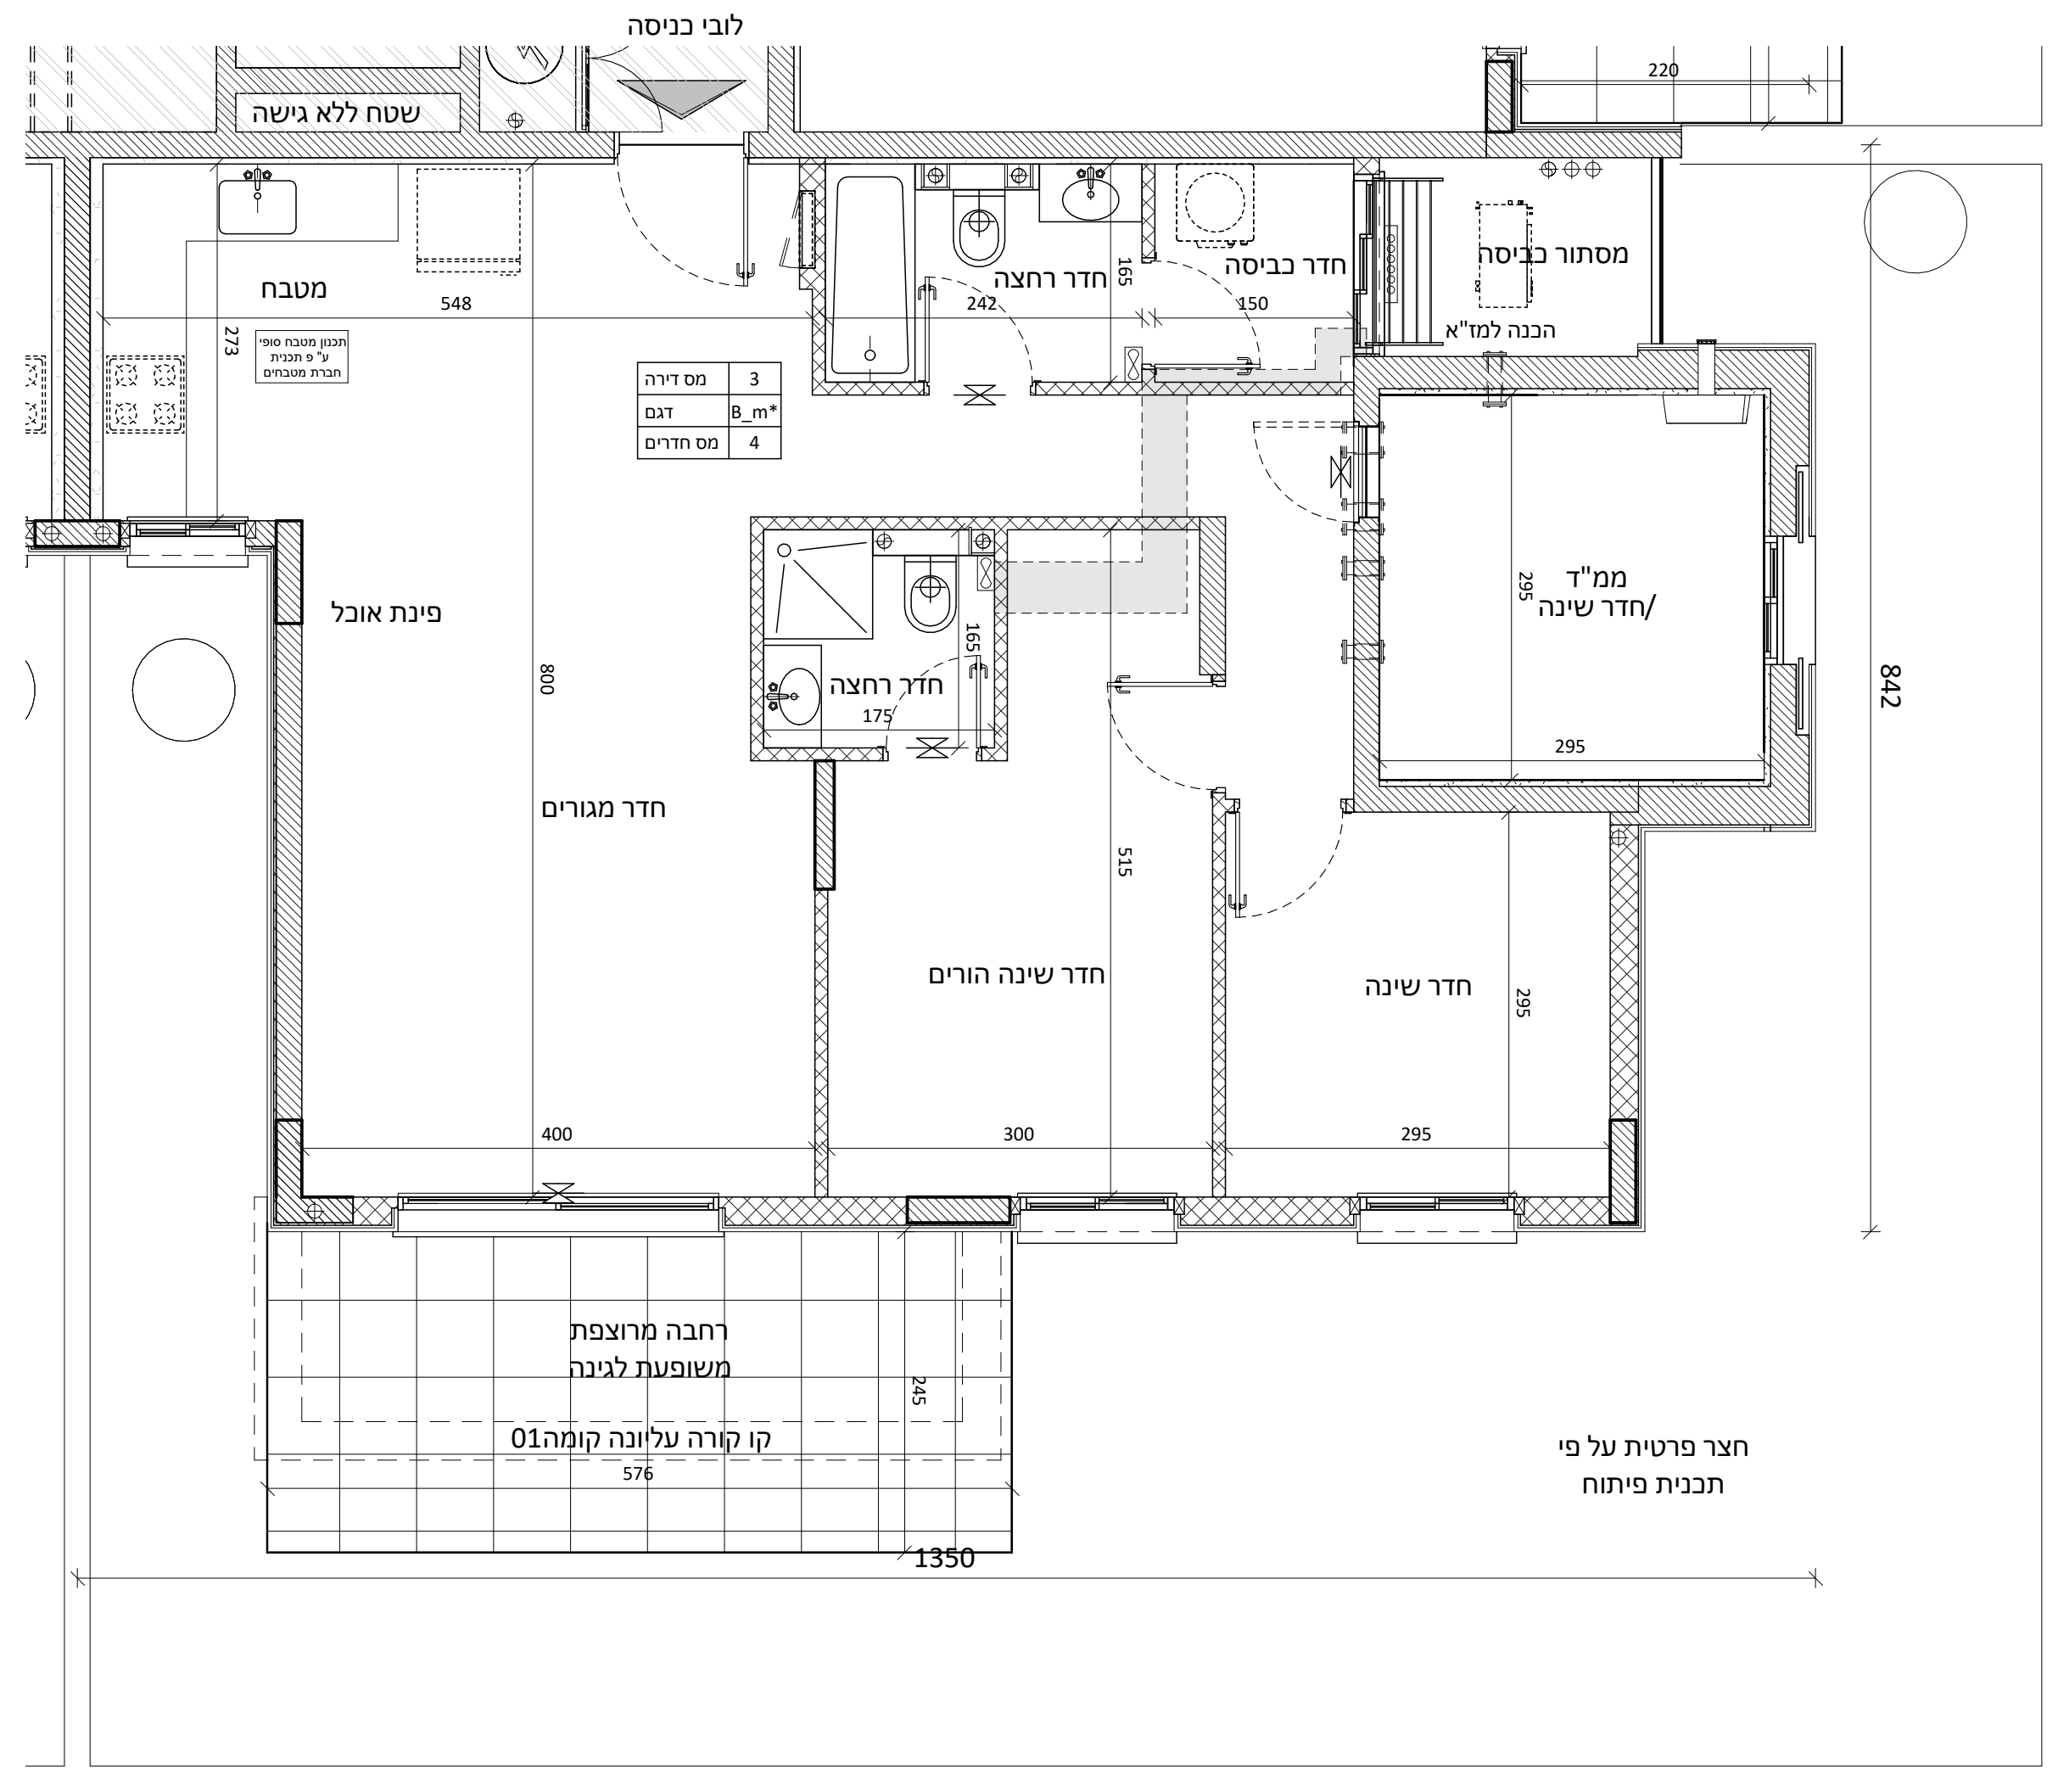 לובי כניסה
220
שטח ללא גישה
מסתור כביסה
חדר כביסה
חדר רחצה
165
מטבח
548
242
150
הכנה למז"א
273
תכנון מטבח סופי
ע" פ תכנית
חברת מטבחים
מס דירה 3
דגם B_m*
מס חדרים 4
ממ"ד
/חדר שינה
295
פינת אוכל
165
800
חדר רחצה
175
842
295
חדר מגורים
515
חדר שינה הורים
חדר שינה
295
400
300
295
רחבה מרוצפת
משופעת לגינה
245
קו קורה עליונה קומה01
576
חצר פרטית על פי
תכנית פיתוח
1350